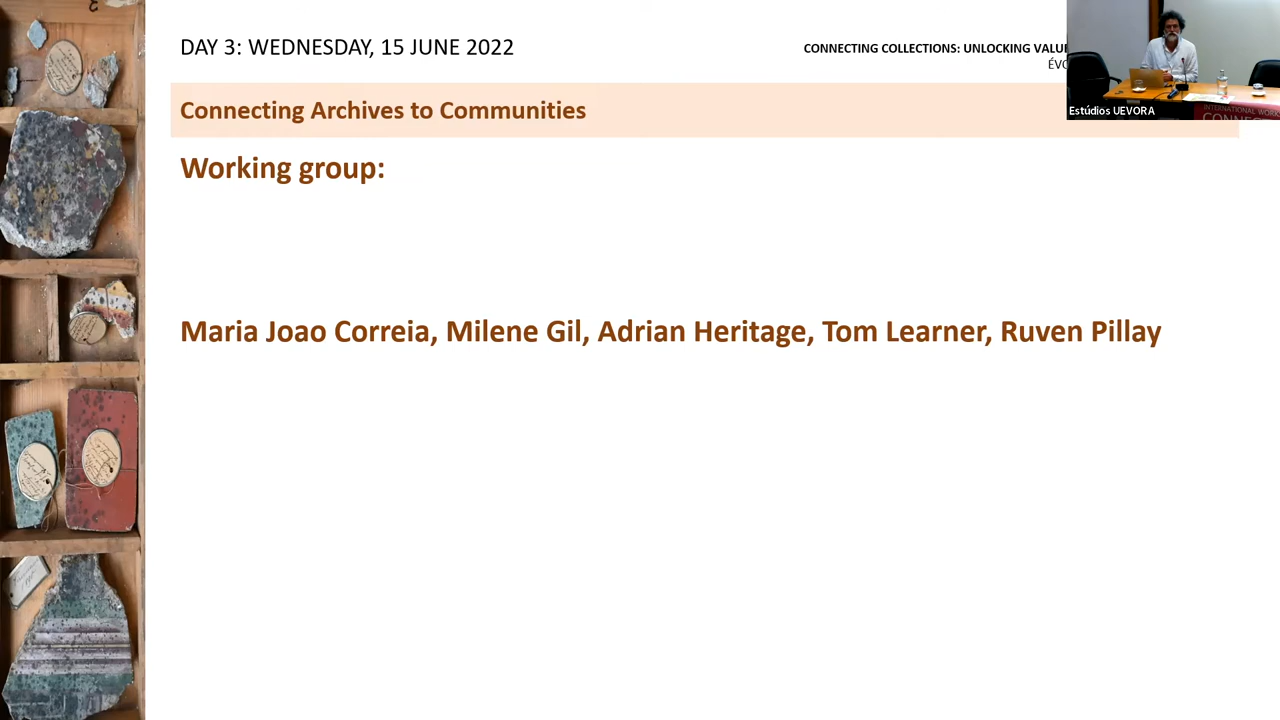 DAY 3: WEDNESDAY, 15 JUNE 2022
CONNECTING COLLECTIONS: UNLOCKING
Connecting Archives to Communities
Estúdios UEVORA
INTERNATIONAL
Working group:
Maria Joao Correia, Milene Gil, Adrian Heritage, Tom Learner, Ruven Pillay